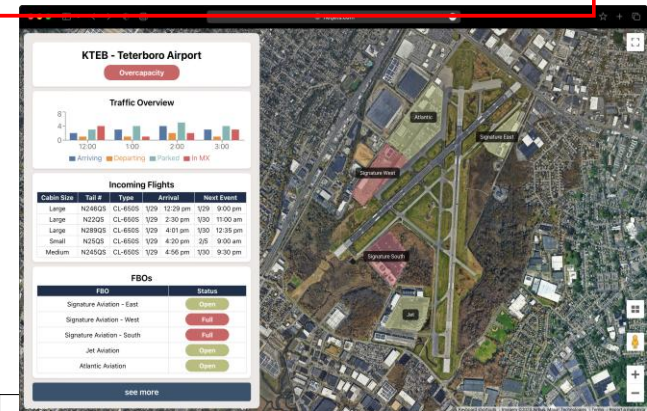 KTEB - Teterboro Airport
Overcapacity
Traffic Overview
8
4
0
12:00 1:00 2:00 3:00
Arriving Departing Parked In MX
Incoming Flights
Cabin Size Tail # Type Arrival Next Event
Large N246QS CL-650S 1/29 12:29 pm 1/29 9:00 pm
Large N22QS CL-650S 1/29 2:30 pm 1/30 11:00 am
Large N289QS CL-650S 1/29 4:01 pm 1/30 12:35 pm
Small N25QS CL-650S 1/29 4:20 pm 2/5 9:00 am
Medium N245QS CL-650S 1/29 4:56 pm 1/30 9:30 pm
FBOs
FBO Status
Signature Aviation - East Open
Signature Aviation - West Full
Signature Aviation - South Full
Jet Aviation Open
Atlantic Aviation Open
see more
Atlantic
Signature East
Signature West
Signature South
Jet